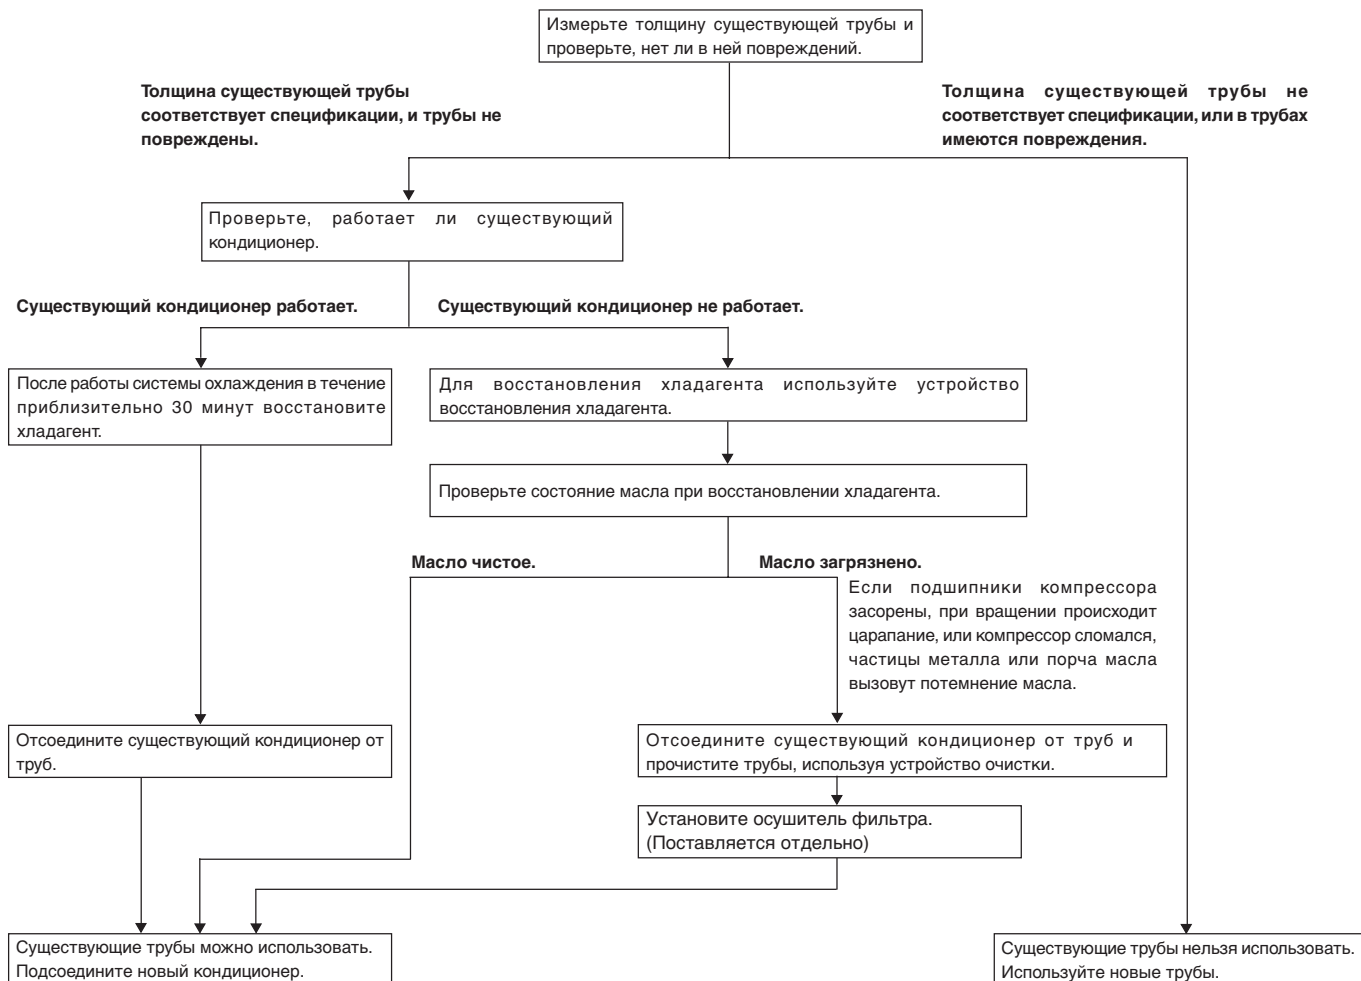 Измерьте толщину существующей трубы и
проверьте, нет ли в ней повреждений.
Толщина существующей трубы
соответствует спецификации, и трубы не
повреждены.
Толщина существующей трубы не
соответствует спецификации, или в трубах
имеются повреждения.
Проверьте, работает ли существующий
кондиционер.
Существующий кондиционер работает.
Существующий кондиционер не работает.
После работы системы охлаждения в течение
приблизительно 30 минут восстановите
хладагент.
Для восстановления хладагента используйте устройство
восстановления хладагента.
Проверьте состояние масла при восстановлении хладагента.
Масло чистое.
Масло загрязнено.
Если подшипники компрессора
засорены, при вращении происходит
царапание, или компрессор сломался,
частицы металла или порча масла
вызовут потемнение масла.
Отсоедините существующий кондиционер от
труб.
Отсоедините существующий кондиционер от труб и
прочистите трубы, используя устройство очистки.
Установите осушитель фильтра.
(Поставляется отдельно)
Существующие трубы можно использовать.
Подсоедините новый кондиционер.
Существующие трубы нельзя использовать.
Используйте новые трубы.